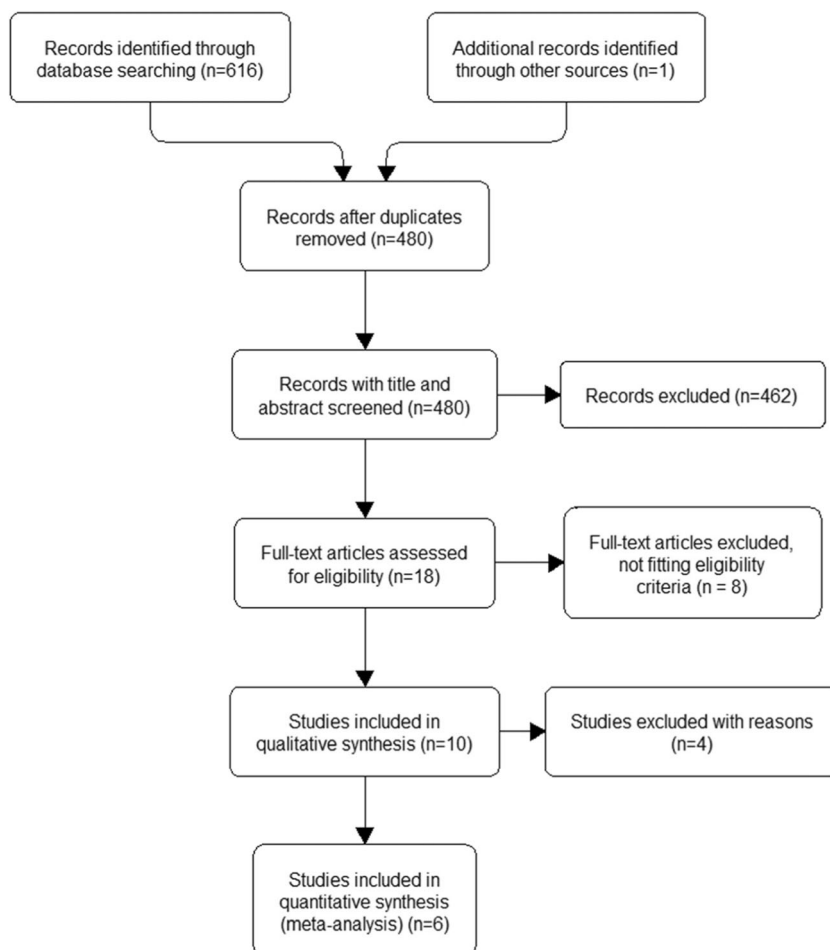 Records identified through
database searching (n=616)
Additional records identified
through other sources (n=1)
Records after duplicates
removed (n=480)
Records with title and
abstract screened (n=480)
Records excluded (n=462)
Full-text articles assessed
for eligibility (n=18)
Full-text articles excluded,
not fitting eligibility
criteria (n = 8)
Studies included in
qualitative synthesis (n=10)
Studies excluded with reasons
(n=4)
Studies included in
quantitative synthesis
(meta-analysis) (n=6)